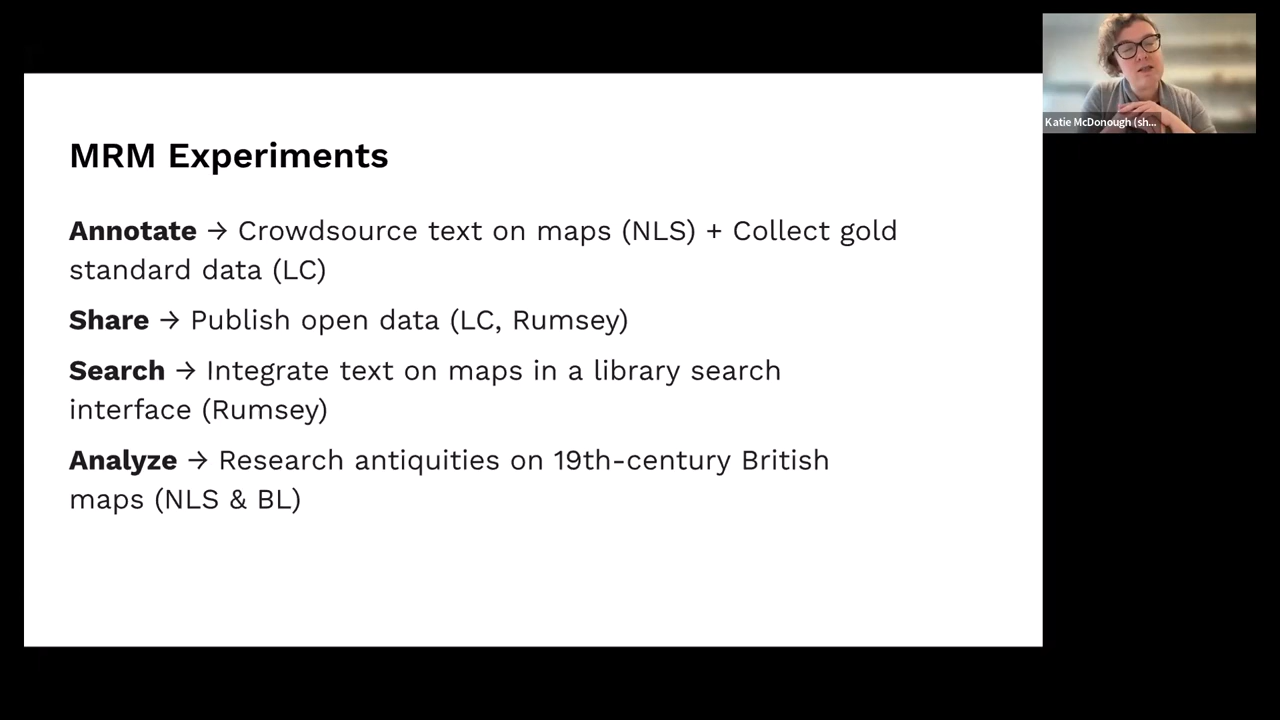 MRM Experiments
Annotate → Crowdsource text on maps (NLS) + Collect gold
standard data (LC)
Share → Publish open data (LC, Rumsey)
Search → Integrate text on maps in a library search
interface (Rumsey)
Analyze → Research antiquities on 19th-century British
maps (NLS & BL)
Katie McDonough (sh...